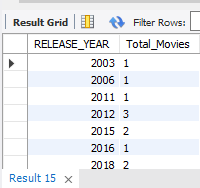 Result Grid Filter Rows:
RELEASE_YEAR Total_Movies
2003 1
2006 1
2011 1
2012 3
2015 2
2016 1
2018 2
Result 15